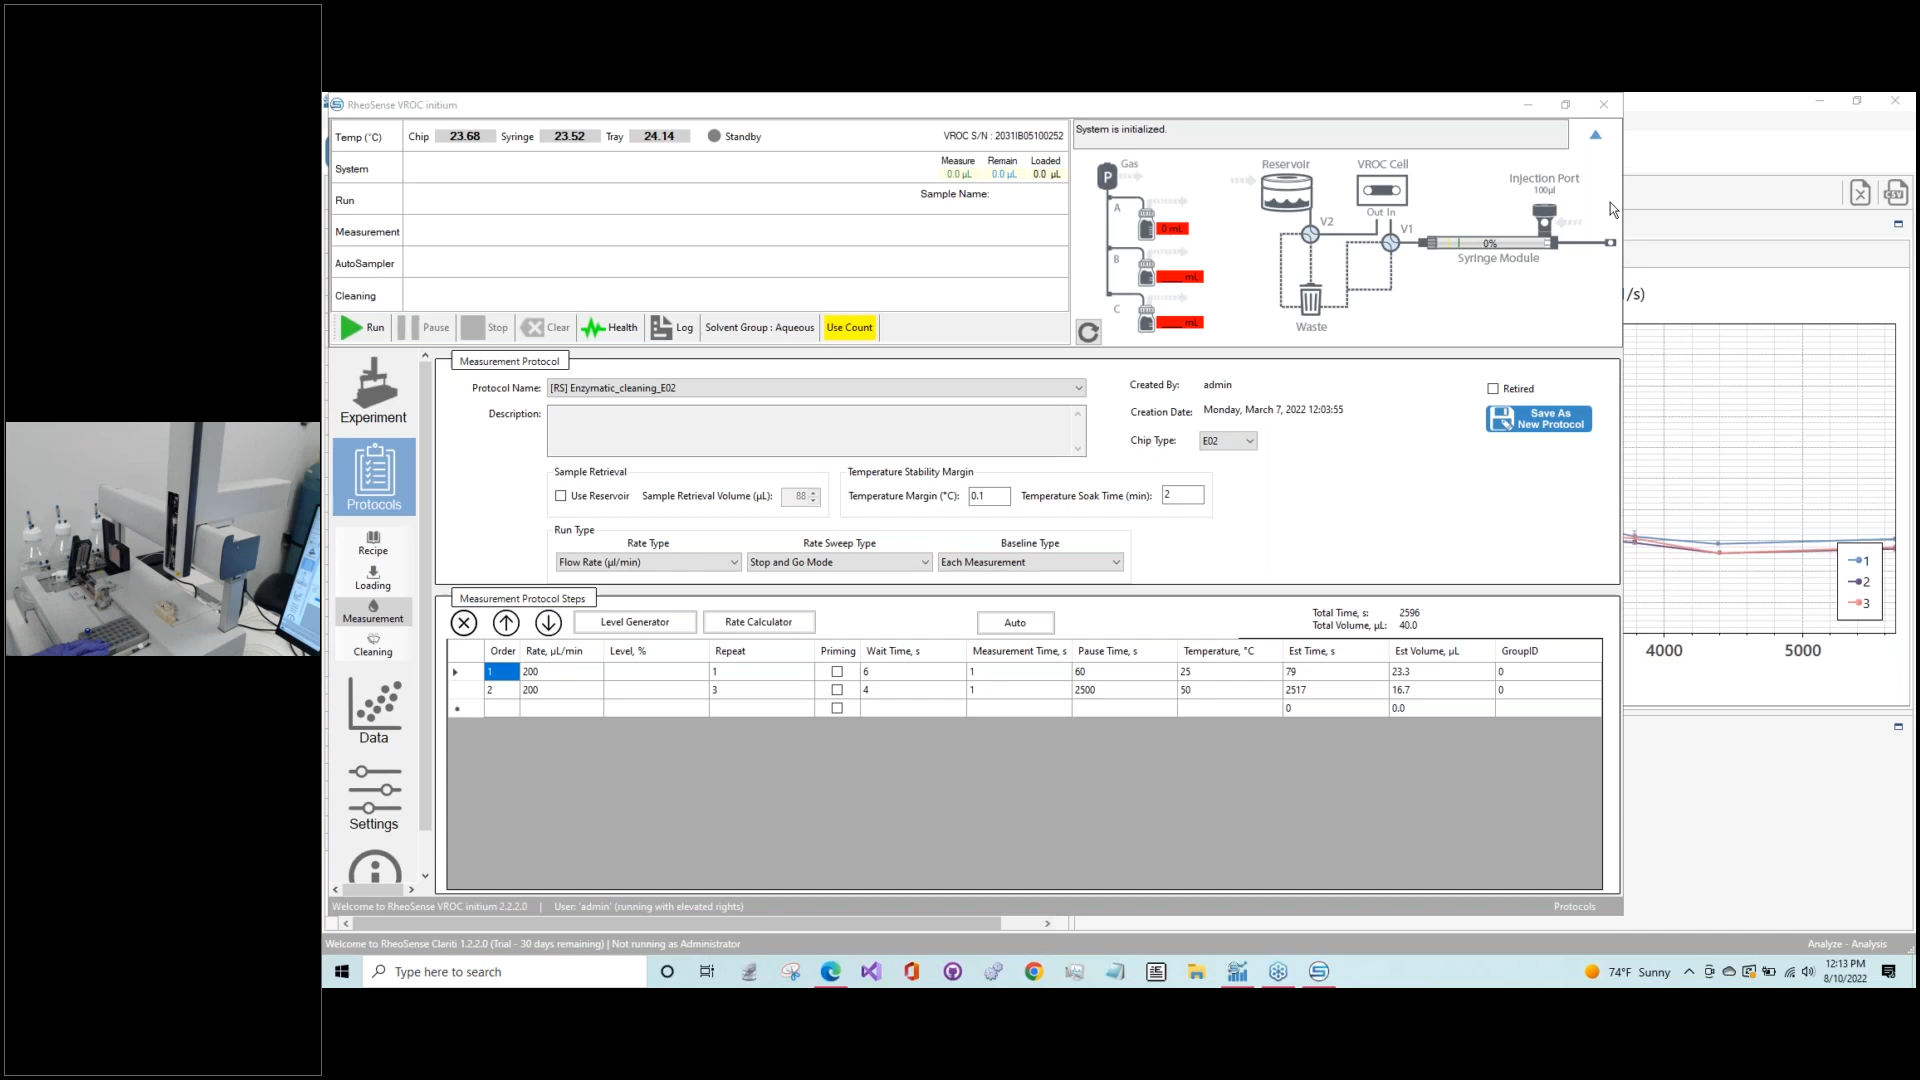 RheoSense VROC initium
Temp (°C) Chip 23.68 Syringe 23.52 Tray 24.14 Standby VROC S/N : 2031IB05100252
System Measure Remain Loaded
0.0 µL 0.0 µL 0.0 µL
Run Sample Name:
Measurement
AutoSampler
Cleaning
Run Pause Stop Clear Health Log Solvent Group : Aqueous Use Count
System is initialized.
Gas Reservoir VROC Cell
P
Injection Port
100µl
A Out In
V2 V1
0 mL
0%
B Syringe Module
mL
C
mL
Waste
Experiment
Protocols
Recipe
Loading
Measurement
Cleaning
Data
Settings
Measurement Protocol
Protocol Name: [RS] Enzymatic_cleaning_E02
Description:
Created By: admin
Creation Date: Monday, March 7, 2022 12:03:55
Chip Type: E02
Retired
Save As
New Protocol
Sample Retrieval
Use Reservoir Sample Retrieval Volume (µL): 88
Temperature Stability Margin
Temperature Margin (°C): 0.1 Temperature Soak Time (min): 2
Run Type
Rate Type Rate Sweep Type Baseline Type
Flow Rate (µl/min) Stop and Go Mode Each Measurement
Measurement Protocol Steps
Level Generator Rate Calculator Auto
Total Time, s: 2596
Total Volume, µL: 40.0
Order Rate, µL/min Level, % Repeat Priming Wait Time, s Measurement Time, s Pause Time, s Temperature, °C Est Time, s Est Volume, µL GroupID
1 200 1 6 1 60 25 79 23.3 0
2 200 3 4 1 2500 50 2517 16.7 0
0 0.0
Welcome to RheoSense VROC initium 2.2.2.0 | User: 'admin' (running with elevated rights) Protocols
/s)
CSV
1
2
3
4000 5000
Welcome to RheoSense Clariti 1.2.2.0 (Trial - 30 days remaining) | Not running as Administrator Analyze - Analysis
Type here to search
74°F Sunny
12:13 PM
8/10/2022